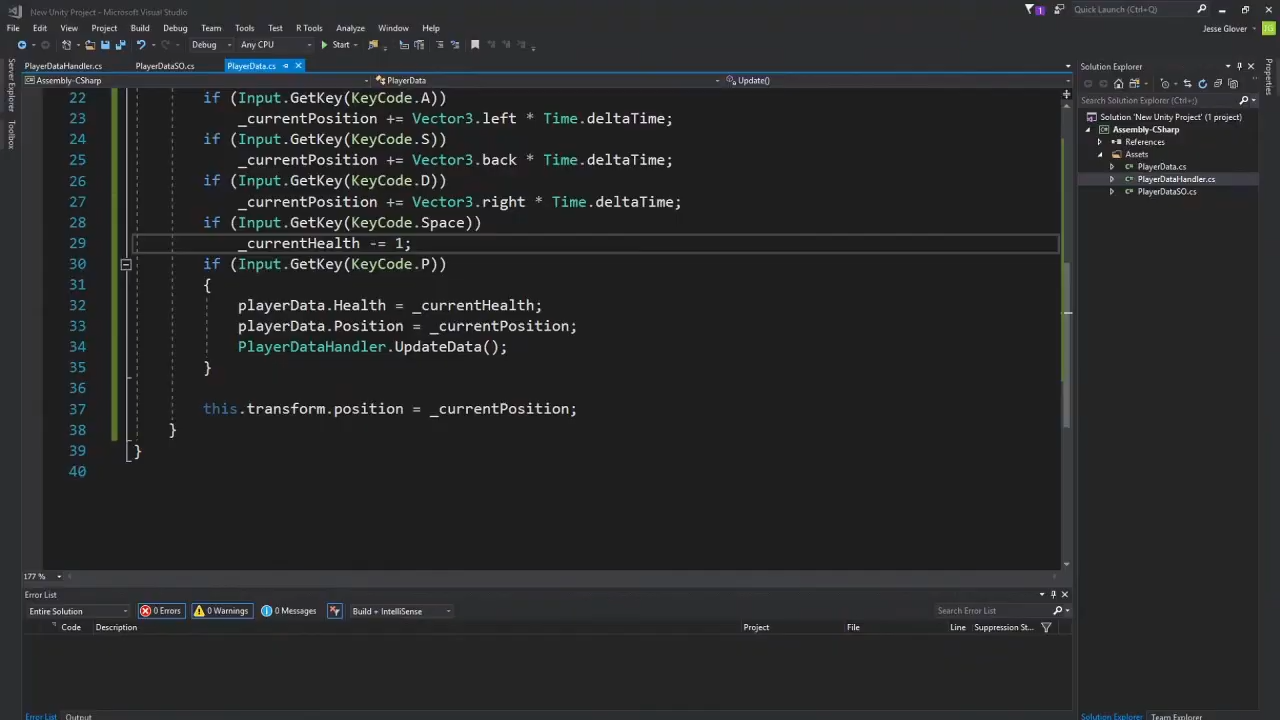 New Unity Project - Microsoft Visual Studio
1
Quick Launch (Ctrl+Q)
File Edit View Project Build Debug Team Tools Test R Tools Analyze Window Help
Jesse Glover
JG
Debug Any CPU Start
PlayerDataHandler.cs PlayerDataSO.cs PlayerData.cs
Assembly-CSharp PlayerData Update()
Server Explorer
Toolbox
22 if (Input.GetKey(KeyCode.A))
23 _currentPosition += Vector3.left * Time.deltaTime;
24 if (Input.GetKey(KeyCode.S))
25 _currentPosition += Vector3.back * Time.deltaTime;
26 if (Input.GetKey(KeyCode.D))
27 _currentPosition += Vector3.right * Time.deltaTime;
28 if (Input.GetKey(KeyCode.Space))
29 _currentHealth -= 1;
30 if (Input.GetKey(KeyCode.P))
31 {
32 playerData.Health = _currentHealth;
33 playerData.Position = _currentPosition;
34 PlayerDataHandler.UpdateData();
35 }
36
37 this.transform.position = _currentPosition;
38 }
39 }
40
177 %
Error List
Entire Solution 0 Errors 0 Warnings 0 Messages Build + IntelliSense Search Error List
Code Description Project File Line Suppression St...
Error List Output
Solution Explorer
Search Solution Explorer (Ctrl+;)
Solution 'New Unity Project' (1 project)
Assembly-CSharp
References
Assets
PlayerData.cs
PlayerDataHandler.cs
PlayerDataSO.cs
Solution Explorer Team Explorer
Properties